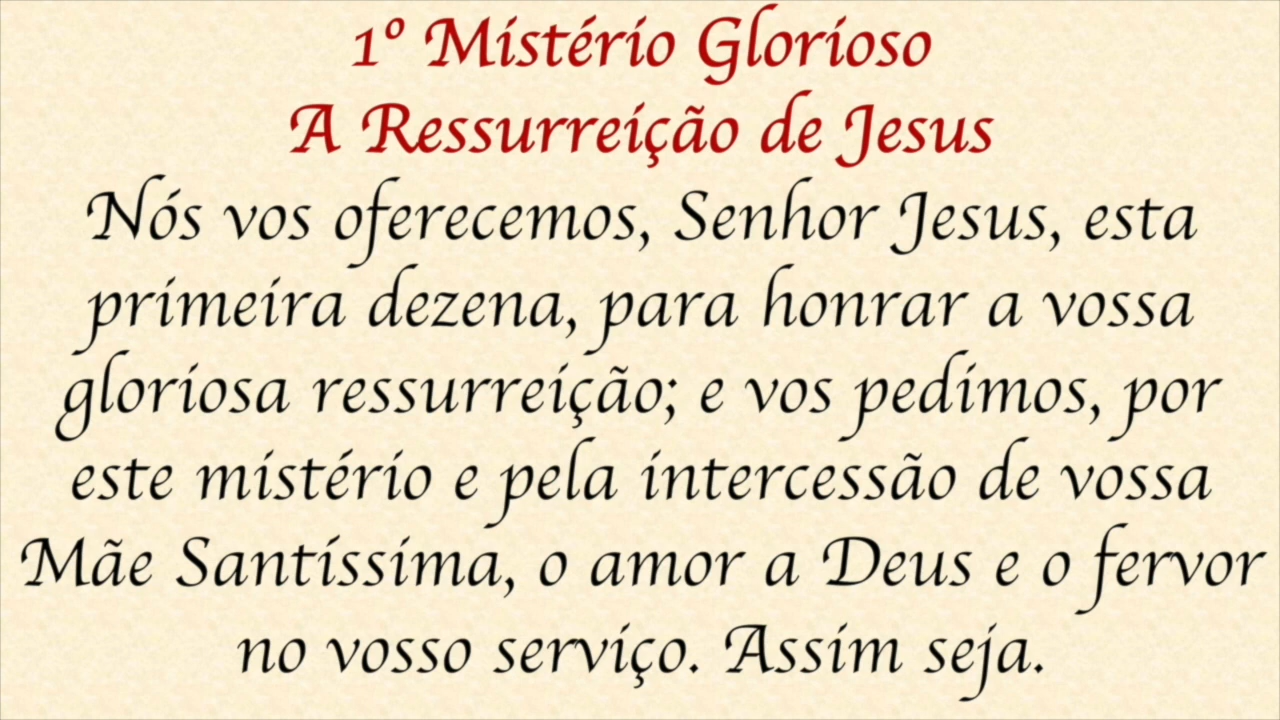 1º Mistério Glorioso
A Ressurreição de Jesus
Nós vos oferecemos, Senhor Jesus, esta
primeira dezena, para honrar a vossa
gloriosa ressurreição; e vos pedimos, por
este mistério e pela intercessão de vossa
Mãe Santíssima, o amor a Deus e o fervor
no vosso serviço. Assim seja.